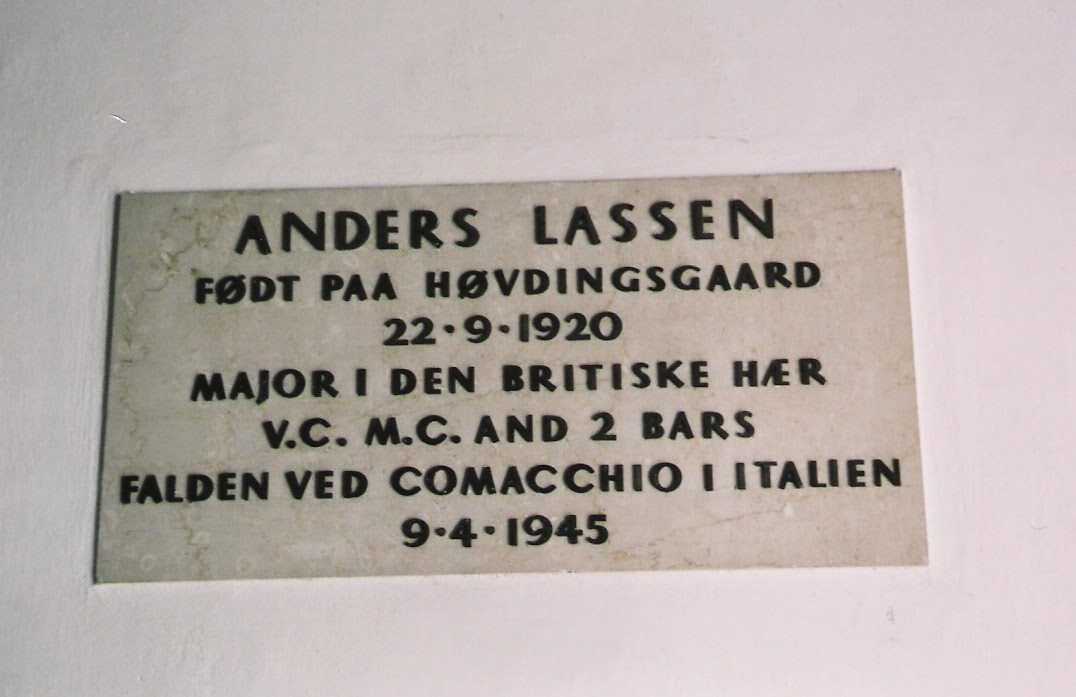 ANDERS LASSEN
FØDT PAA HØVDINGSGAARD
22·9·1920
MAJOR I DEN BRITISKE HÆR
V.C. M.C. AND 2 BARS
FALDEN VED COMACCHIO I ITALIEN
9·4·1945